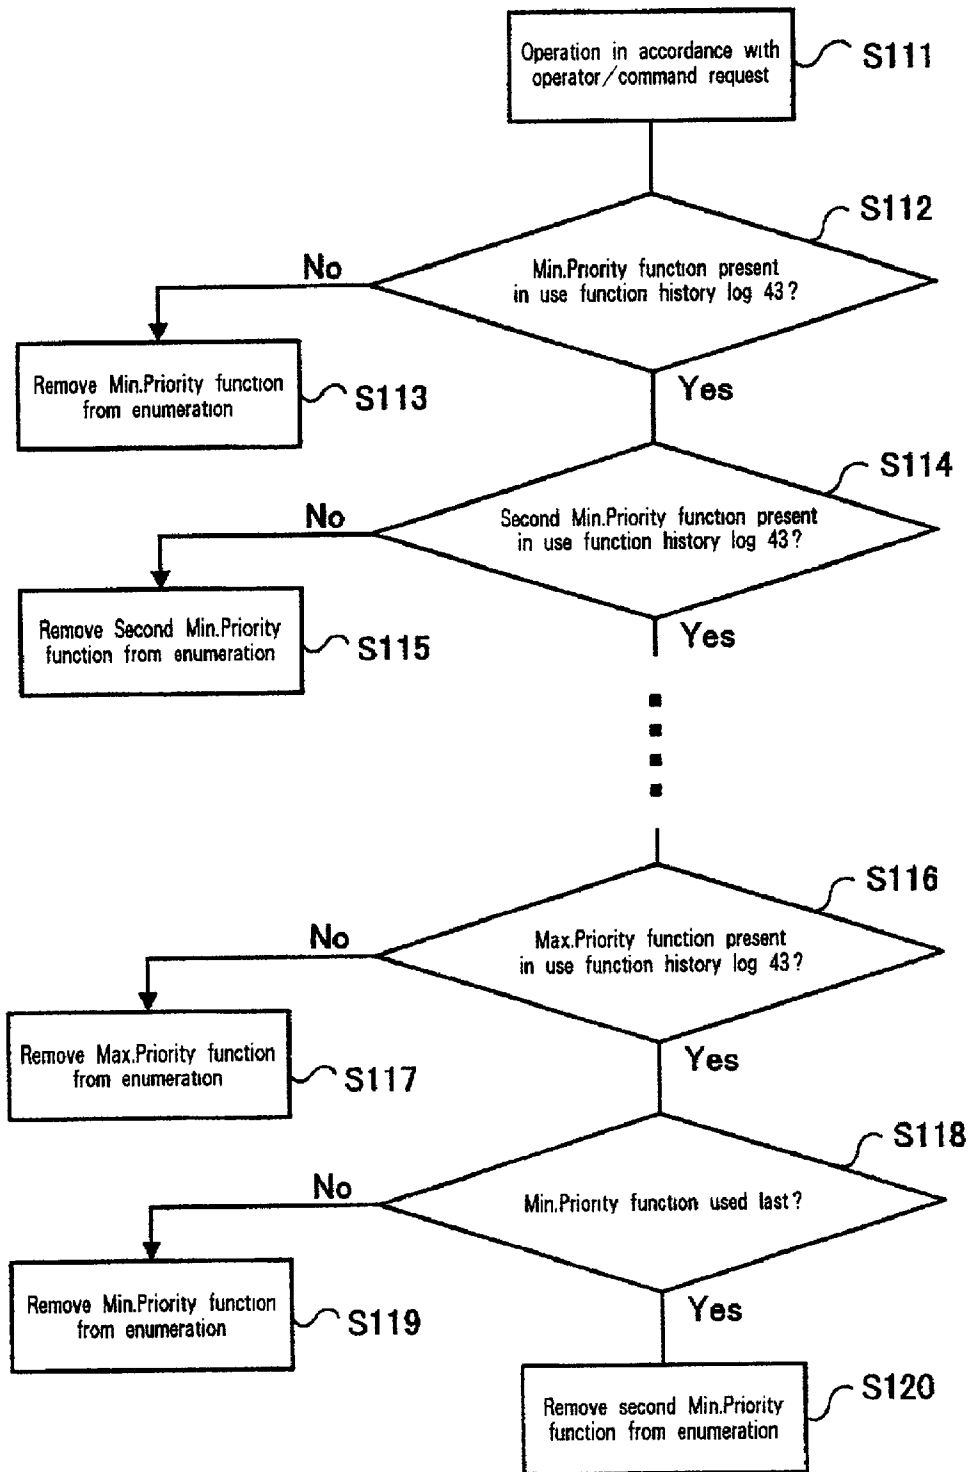 Operation in accordance with
operator/command request
S111
S112
Min.Priority function present
in use function history log 43?
No
Yes
Remove Min.Priority function
from enumeration
S113
S114
Second Min.Priority function present
in use function history log 43?
No
Yes
Remove Second Min.Priority
function from enumeration
S115
S116
Max.Priority function present
in use function history log 43?
No
Yes
Remove Max.Priority function
from enumeration
S117
S118
Min.Priority function used last?
No
Yes
Remove Min.Priority function
from enumeration
S119
S120
Remove second Min.Priority
function from enumeration